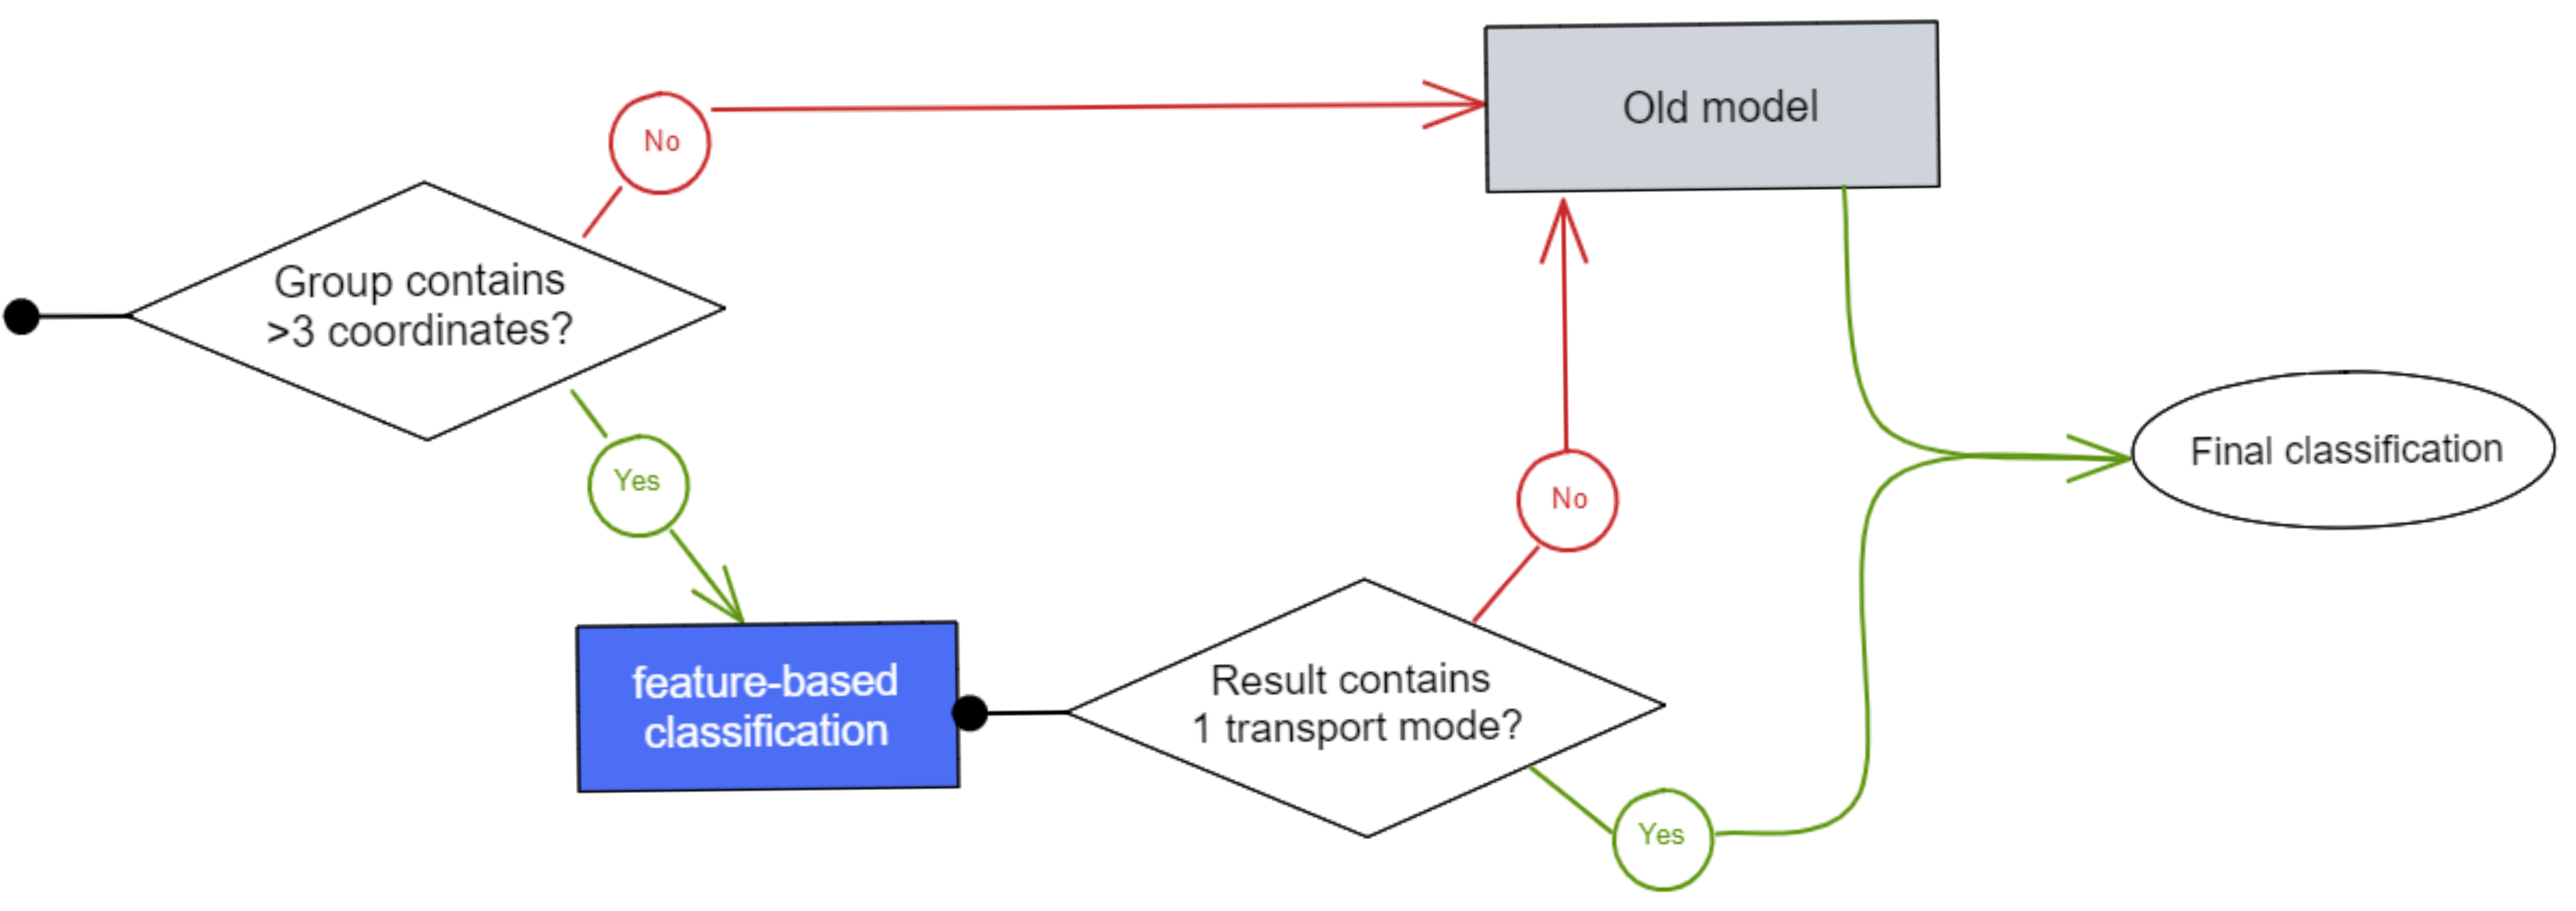 Old model
No
Group contains
>3 coordinates?
Yes
No
Final classification
feature-based
classification
Result contains
1 transport mode?
Yes